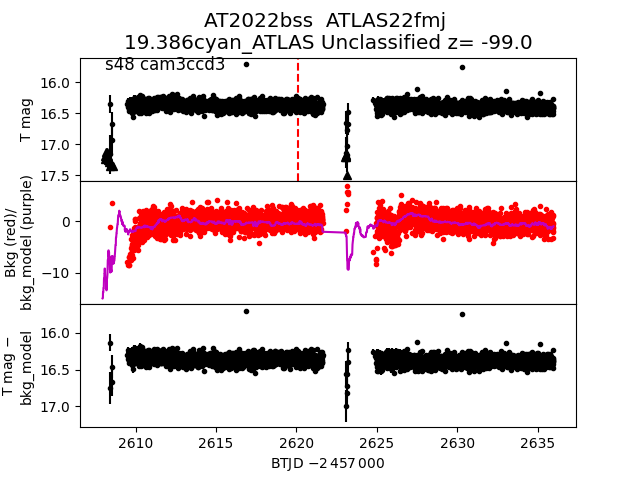 AT2022bss  ATLAS22fmj
19.386cyan_ATLAS Unclassified z= -99.0
s48 cam3ccd3
T mag
16.0
16.5
17.0
17.5
Bkg (red)/
bkg_model (purple)
0
−10
T mag −
bkg_model
16.0
16.5
17.0
2610
2615
2620
2625
2630
2635
BTJD −2 457 000